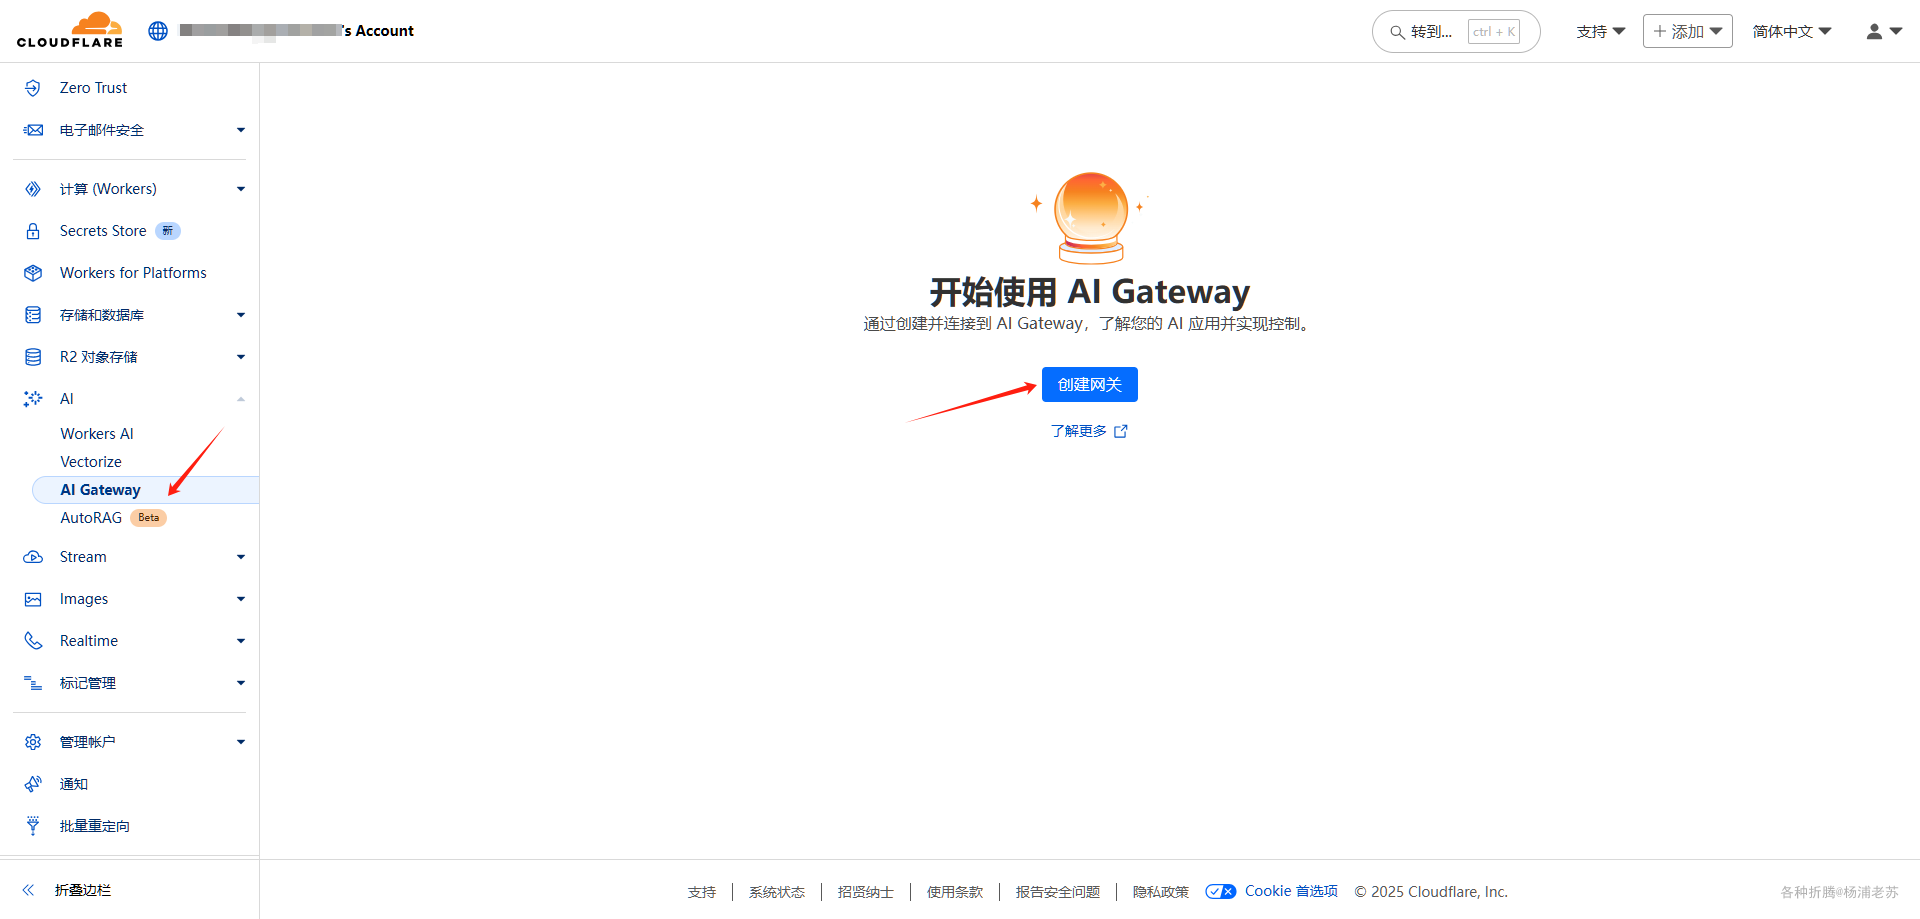 CLOUDFLARE
's Account
转到...
ctrl + K
支持
添加
简体中文
Zero Trust
电子邮件安全
计算 (Workers)
Secrets Store 新
Workers for Platforms
存储和数据库
R2 对象存储
AI
Workers AI
Vectorize
AI Gateway
AutoRAG Beta
Stream
Images
Realtime
标记管理
管理帐户
通知
批量重定向
折叠边栏
开始使用 AI Gateway
通过创建并连接到 AI Gateway，了解您的 AI 应用并实现控制。
创建网关
了解更多
支持
系统状态
招贤纳士
使用条款
报告安全问题
隐私政策
Cookie 首选项
© 2025 Cloudflare, Inc.
各种折腾@杨浦老苏